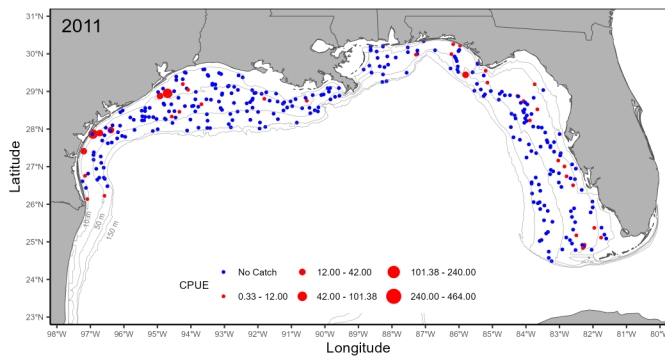 2011
31°N
30°N
29°N
28°N
27°N
26°N
25°N
24°N
23°N
Latitude
10 m
50 m
150 m
CPUE
No Catch
12.00 - 42.00
101.38 - 240.00
0.33 - 12.00
42.00 - 101.38
240.00 - 464.00
98°W 97°W 96°W 95°W 94°W 93°W 92°W 91°W 90°W 89°W 88°W 87°W 86°W 85°W 84°W 83°W 82°W 81°W 80°W
Longitude